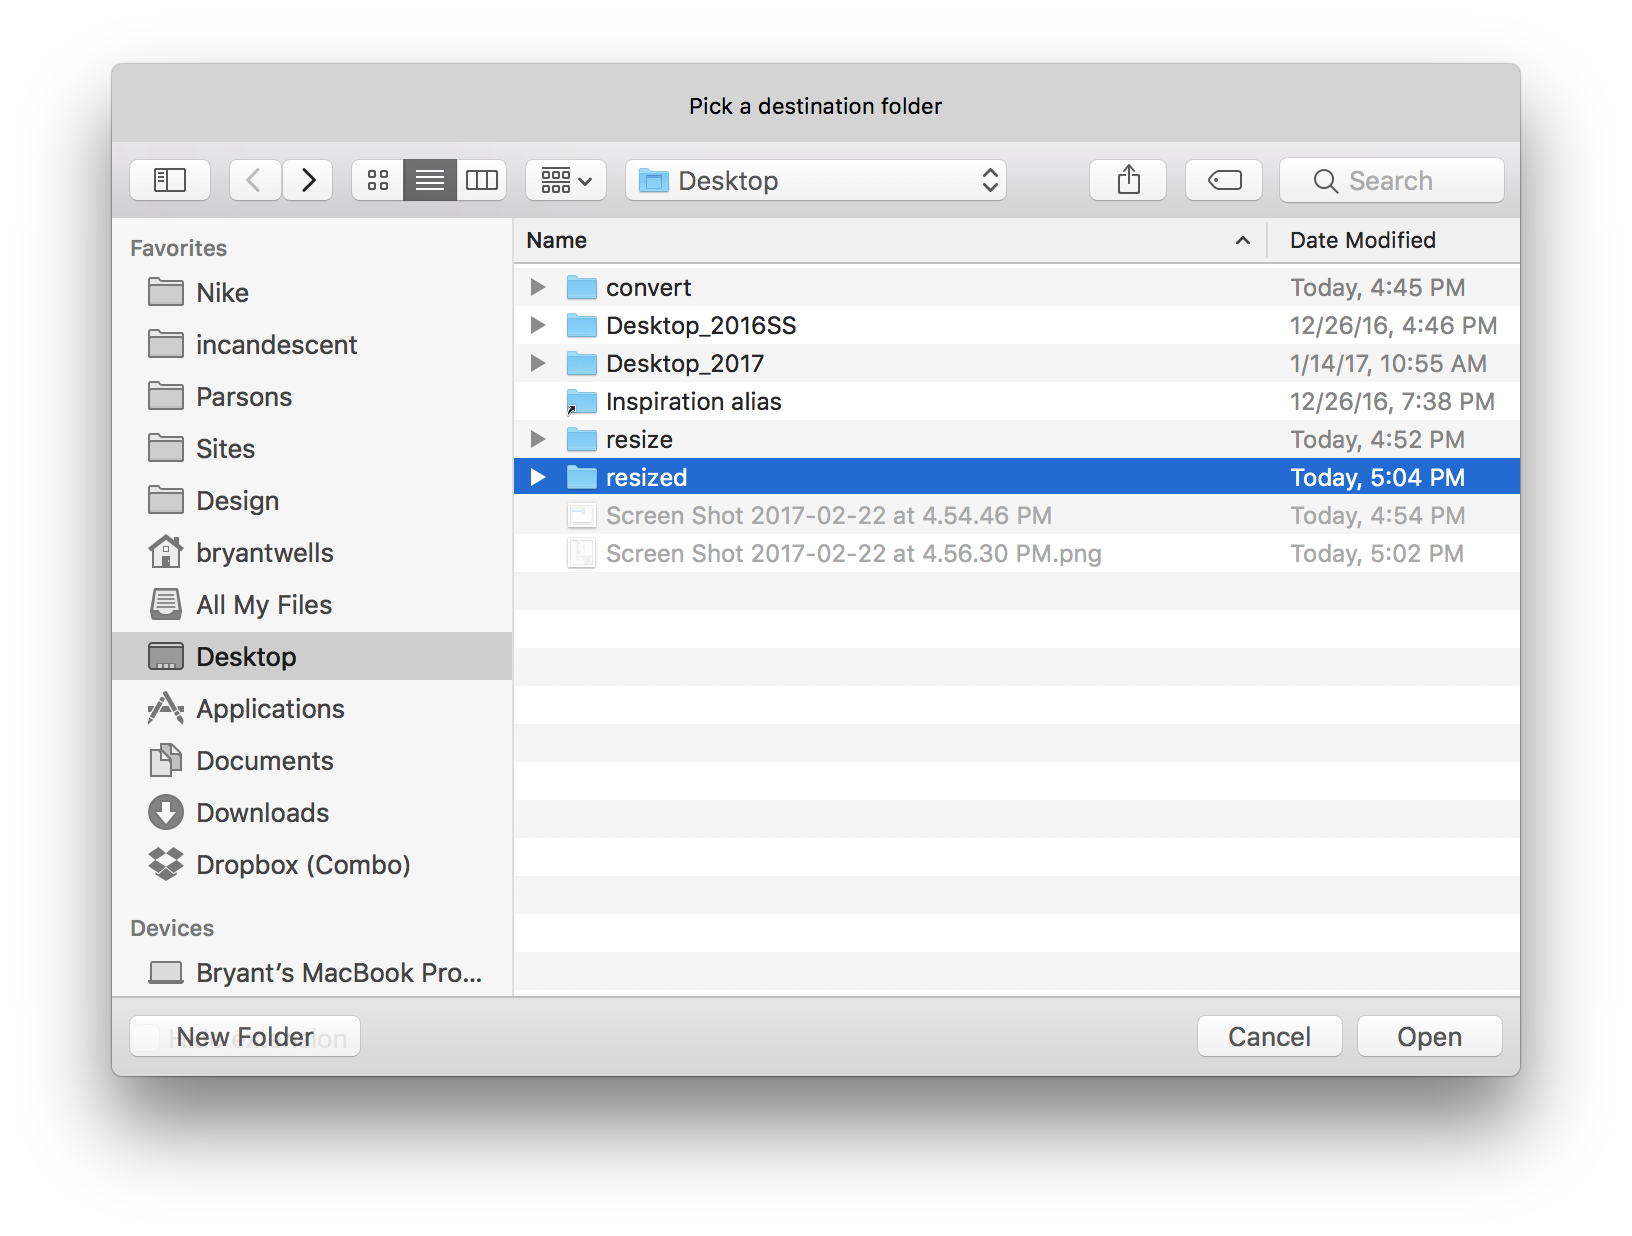 Pick a destination folder
Desktop
Search
Favorites
Nike
incandescent
Parsons
Sites
Design
bryantwells
All My Files
Desktop
Applications
Documents
Downloads
Dropbox (Combo)
Devices
Bryant's MacBook Pro...
Name Date Modified
convert Today, 4:45 PM
Desktop_2016SS 12/26/16, 4:46 PM
Desktop_2017 1/14/17, 10:55 AM
Inspiration alias 12/26/16, 7:38 PM
resize Today, 4:52 PM
resized Today, 5:04 PM
Screen Shot 2017-02-22 at 4.54.46 PM Today, 4:54 PM
Screen Shot 2017-02-22 at 4.56.30 PM.png Today, 5:02 PM
New Folder
Hide extension
Cancel
Open